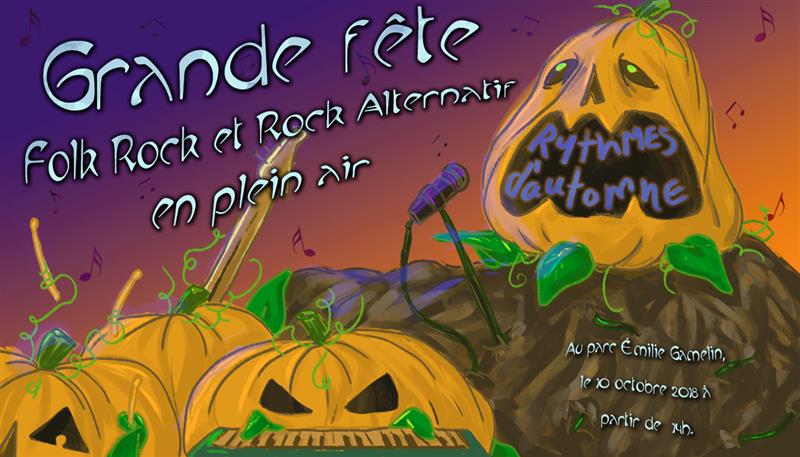 Grande fête
Folk Rock et Rock Alternatif
en plein air
Rythmes
d'automne
Au parc Émilie Gamelin,
le 10 octobre 2018 à
partir de 14h.